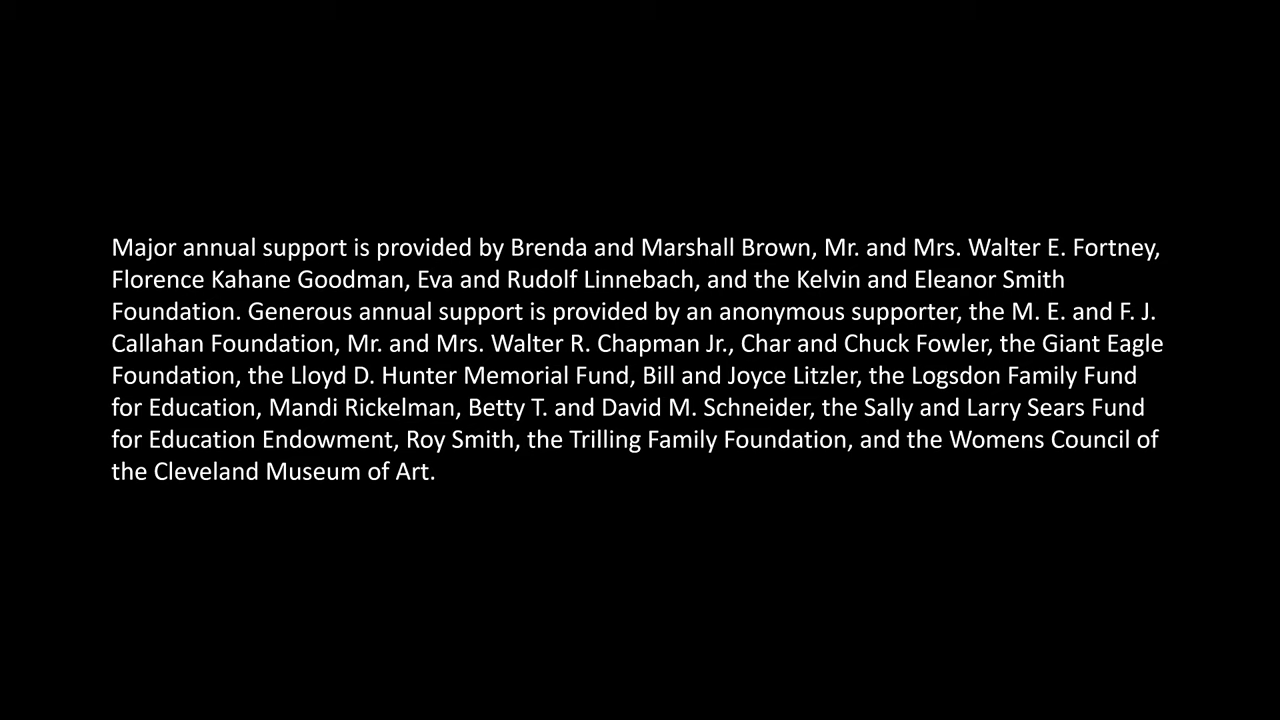 Major annual support is provided by Brenda and Marshall Brown, Mr. and Mrs. Walter E. Fortney,
Florence Kahane Goodman, Eva and Rudolf Linnebach, and the Kelvin and Eleanor Smith
Foundation. Generous annual support is provided by an anonymous supporter, the M. E. and F. J.
Callahan Foundation, Mr. and Mrs. Walter R. Chapman Jr., Char and Chuck Fowler, the Giant Eagle
Foundation, the Lloyd D. Hunter Memorial Fund, Bill and Joyce Litzler, the Logsdon Family Fund
for Education, Mandi Rickelman, Betty T. and David M. Schneider, the Sally and Larry Sears Fund
for Education Endowment, Roy Smith, the Trilling Family Foundation, and the Womens Council of
the Cleveland Museum of Art.